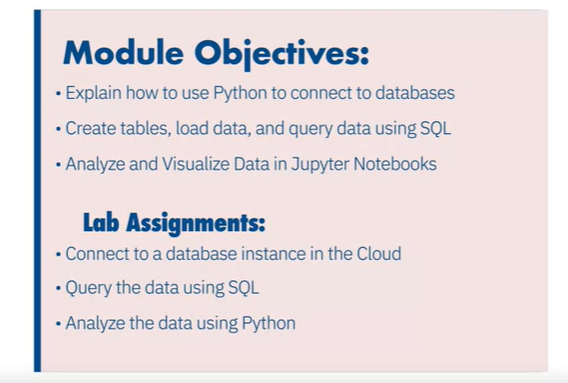 Module Objectives:
• Explain how to use Python to connect to databases
• Create tables, load data, and query data using SQL
• Analyze and Visualize Data in Jupyter Notebooks
Lab Assignments:
• Connect to a database instance in the Cloud
• Query the data using SQL
• Analyze the data using Python